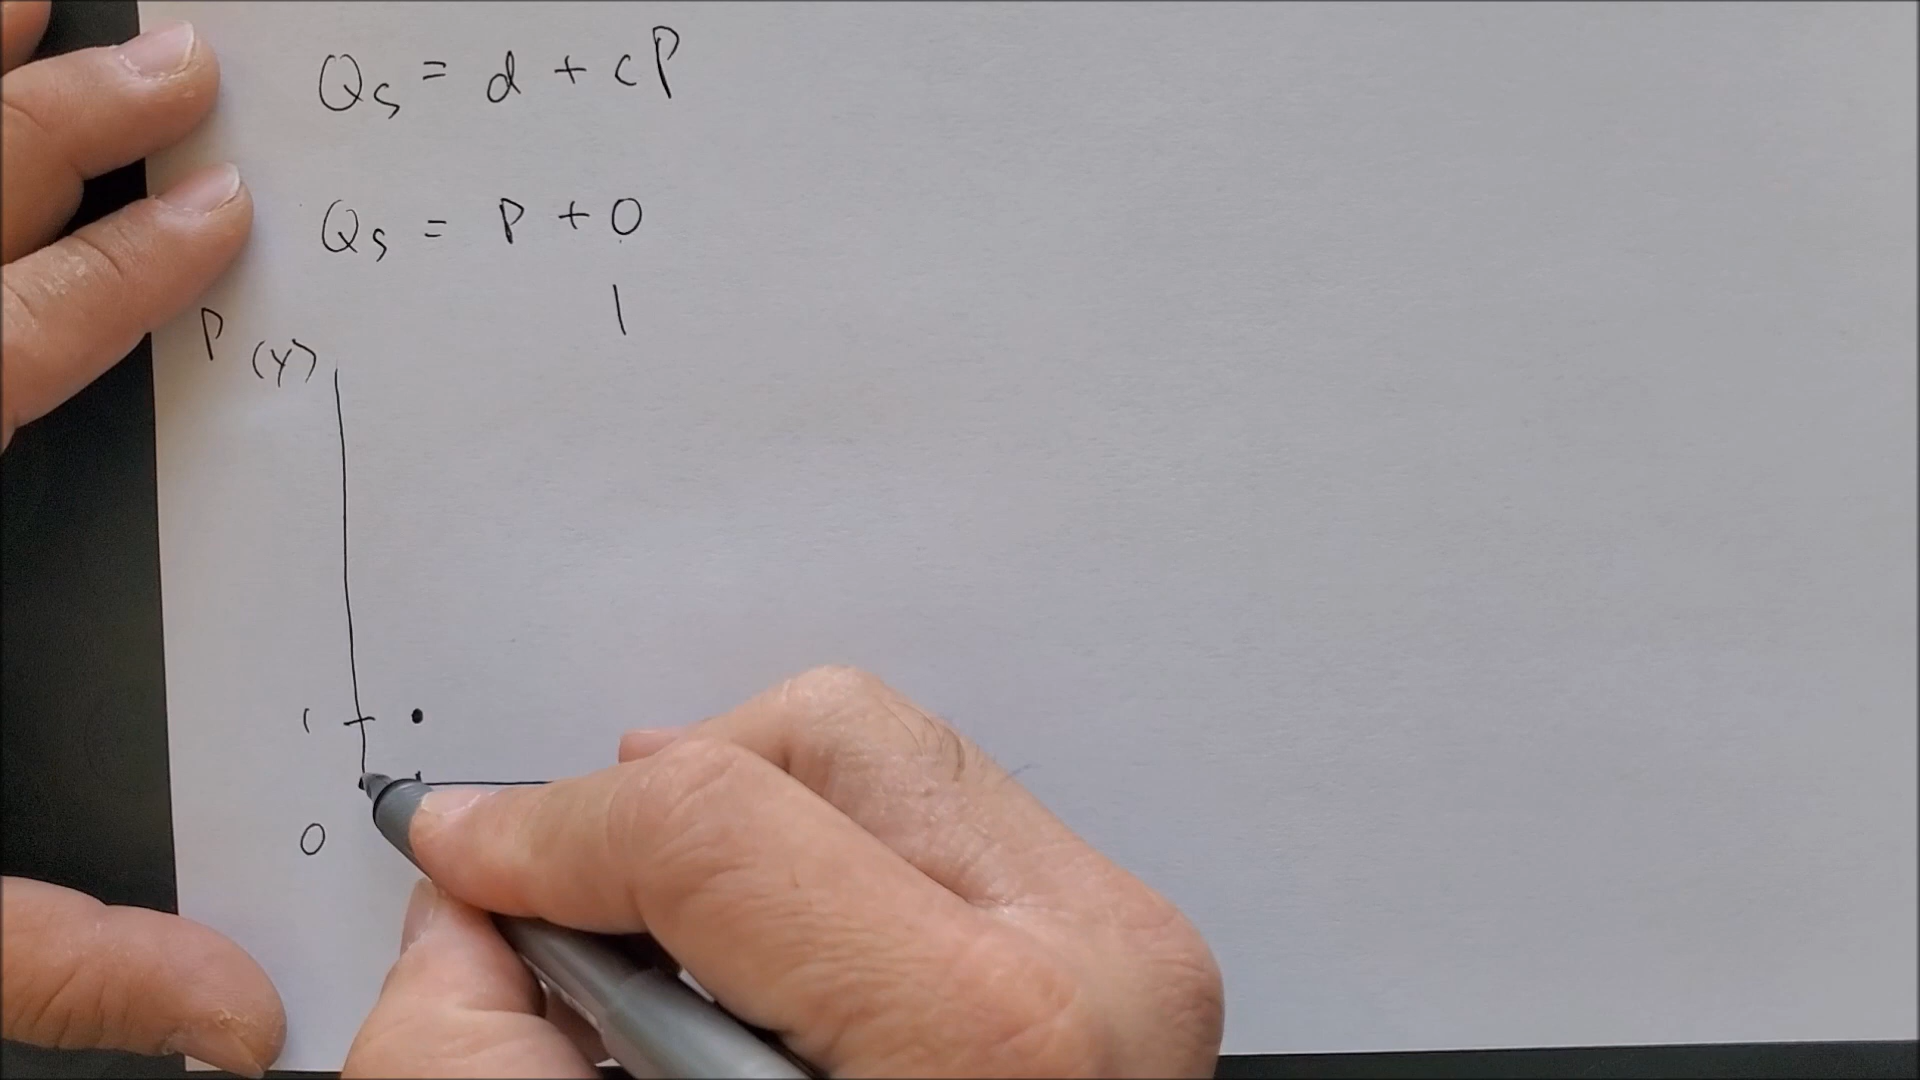 Qs = d + cP
Qs = P + 0
1
P (Y)
1
0